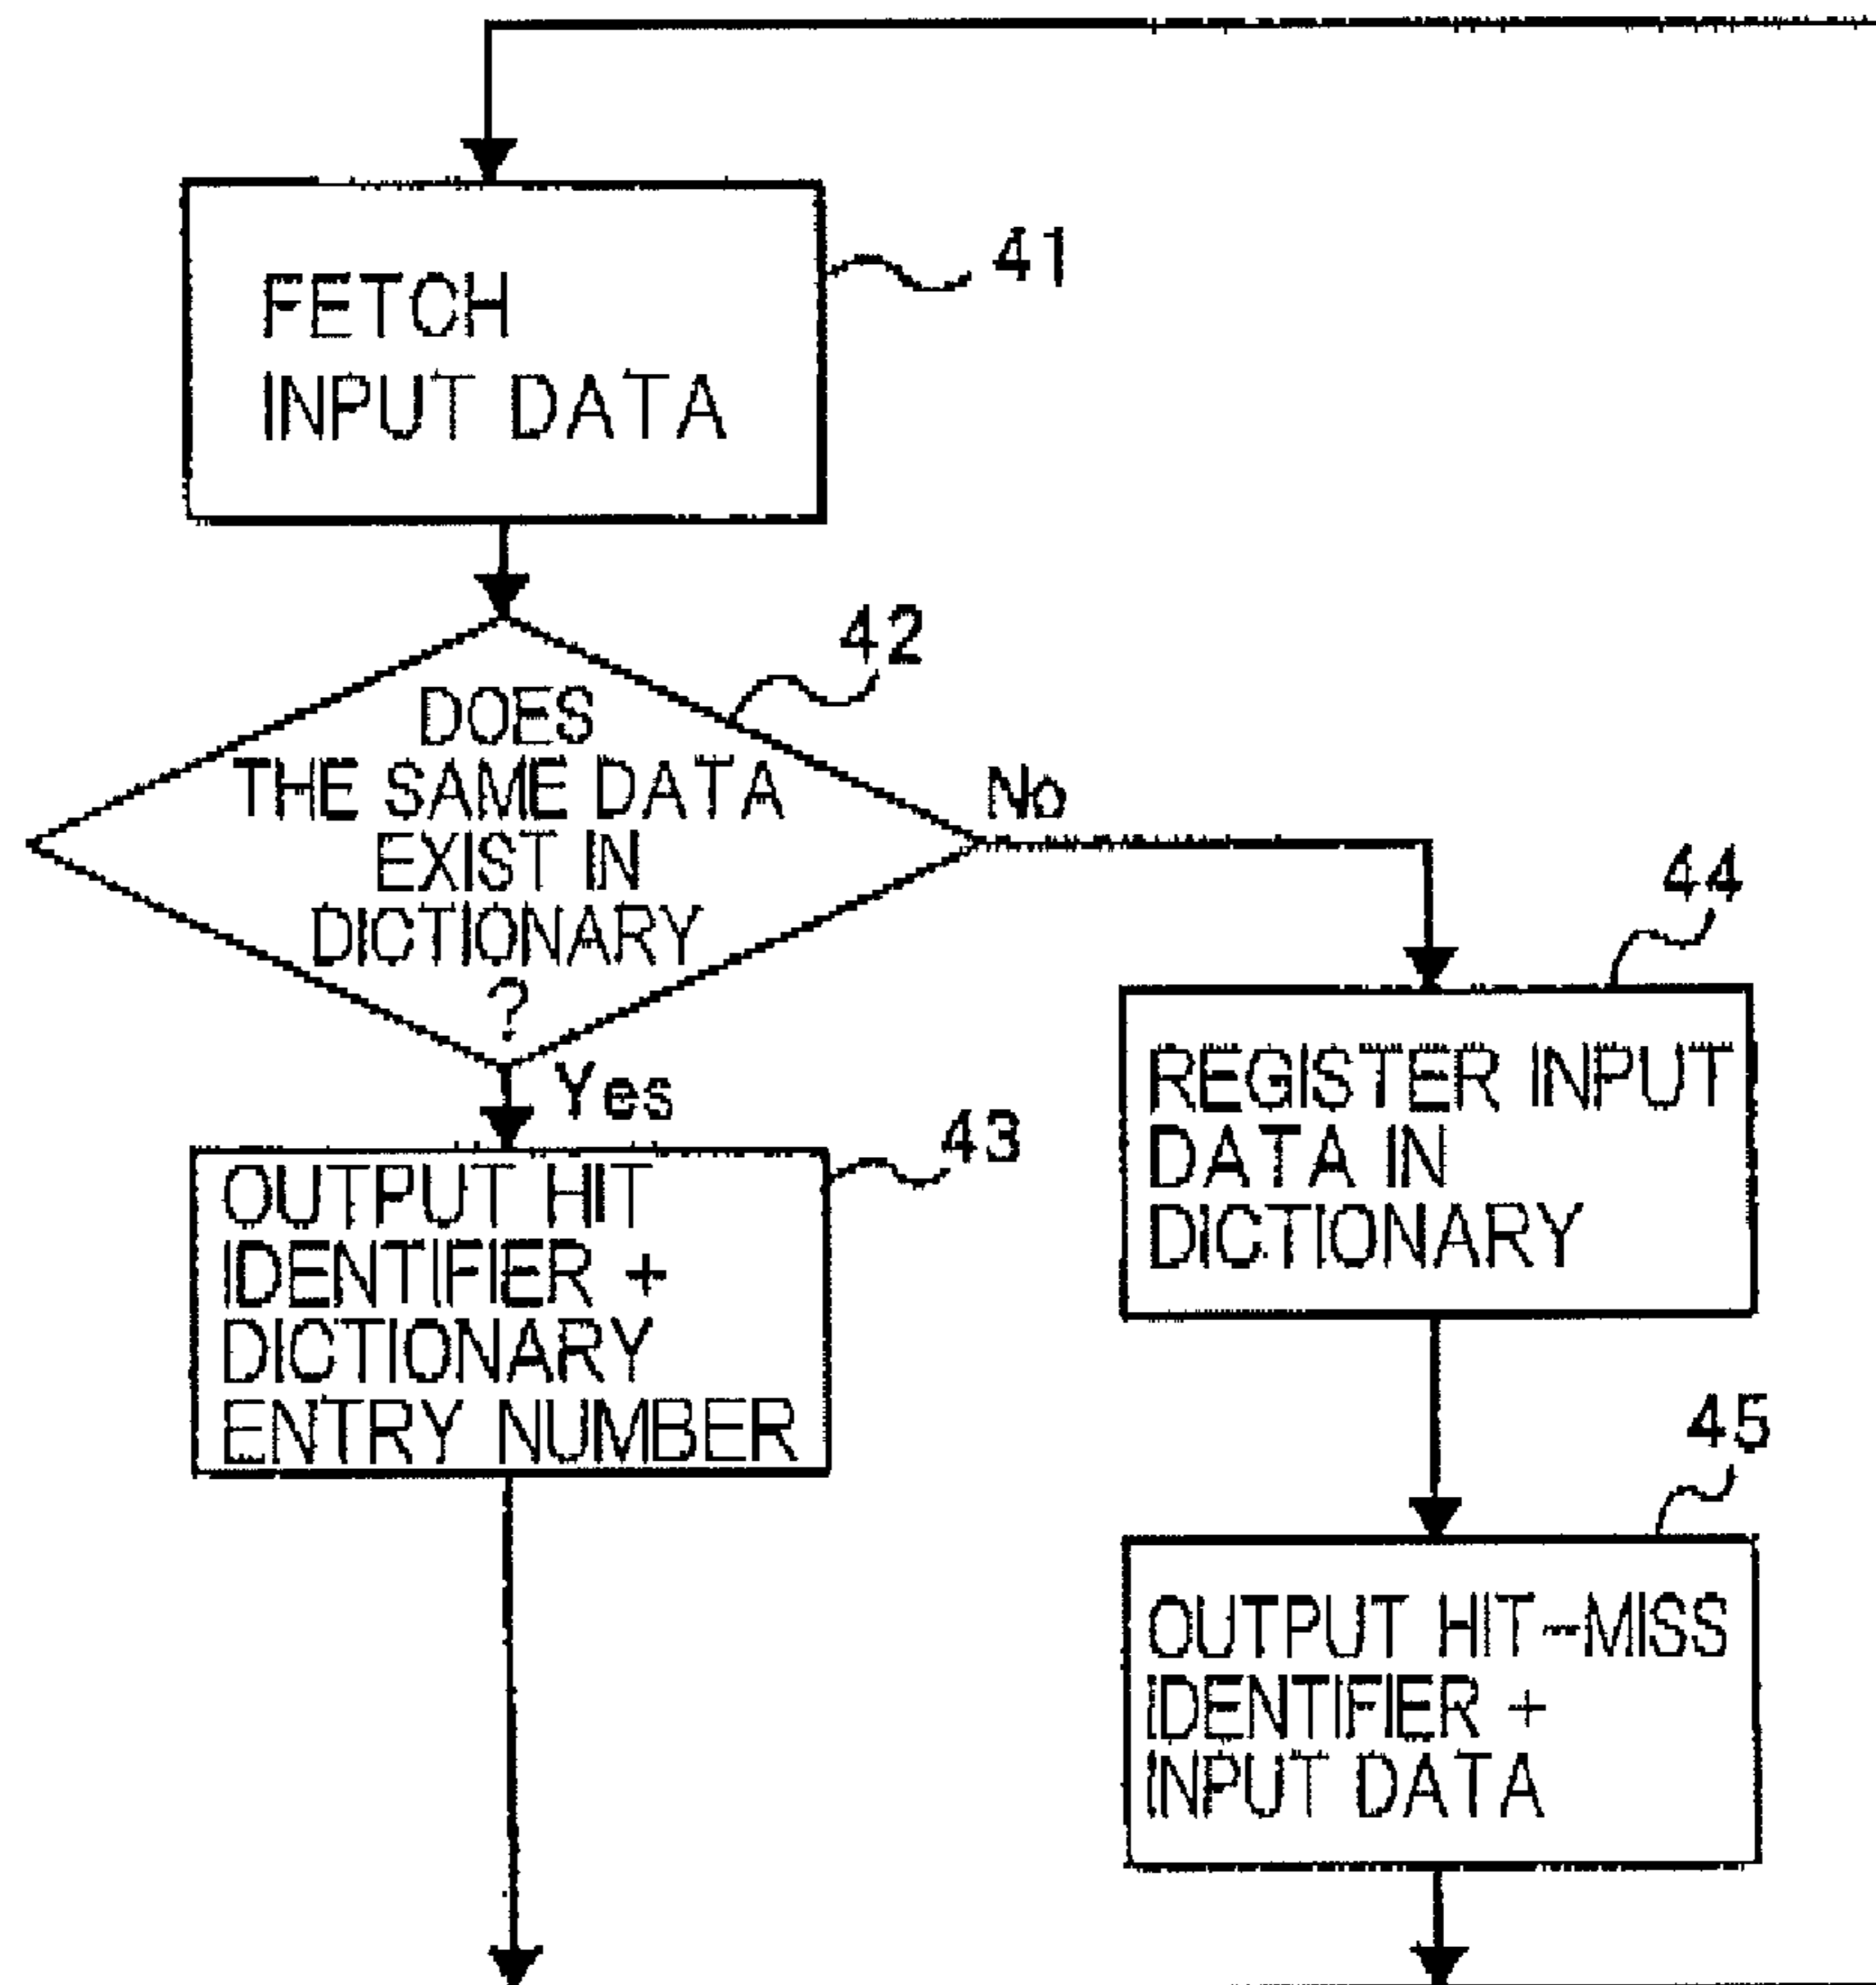 FETCH
INPUT DATA
41
42
DOES
THE SAME DATA
EXIST IN
DICTIONARY
?
No
Yes
43
OUTPUT HIT
IDENTIFIER +
DICTIONARY
ENTRY NUMBER
44
REGISTER INPUT
DATA IN
DICTIONARY
45
OUTPUT HIT-MISS
IDENTIFIER +
INPUT DATA